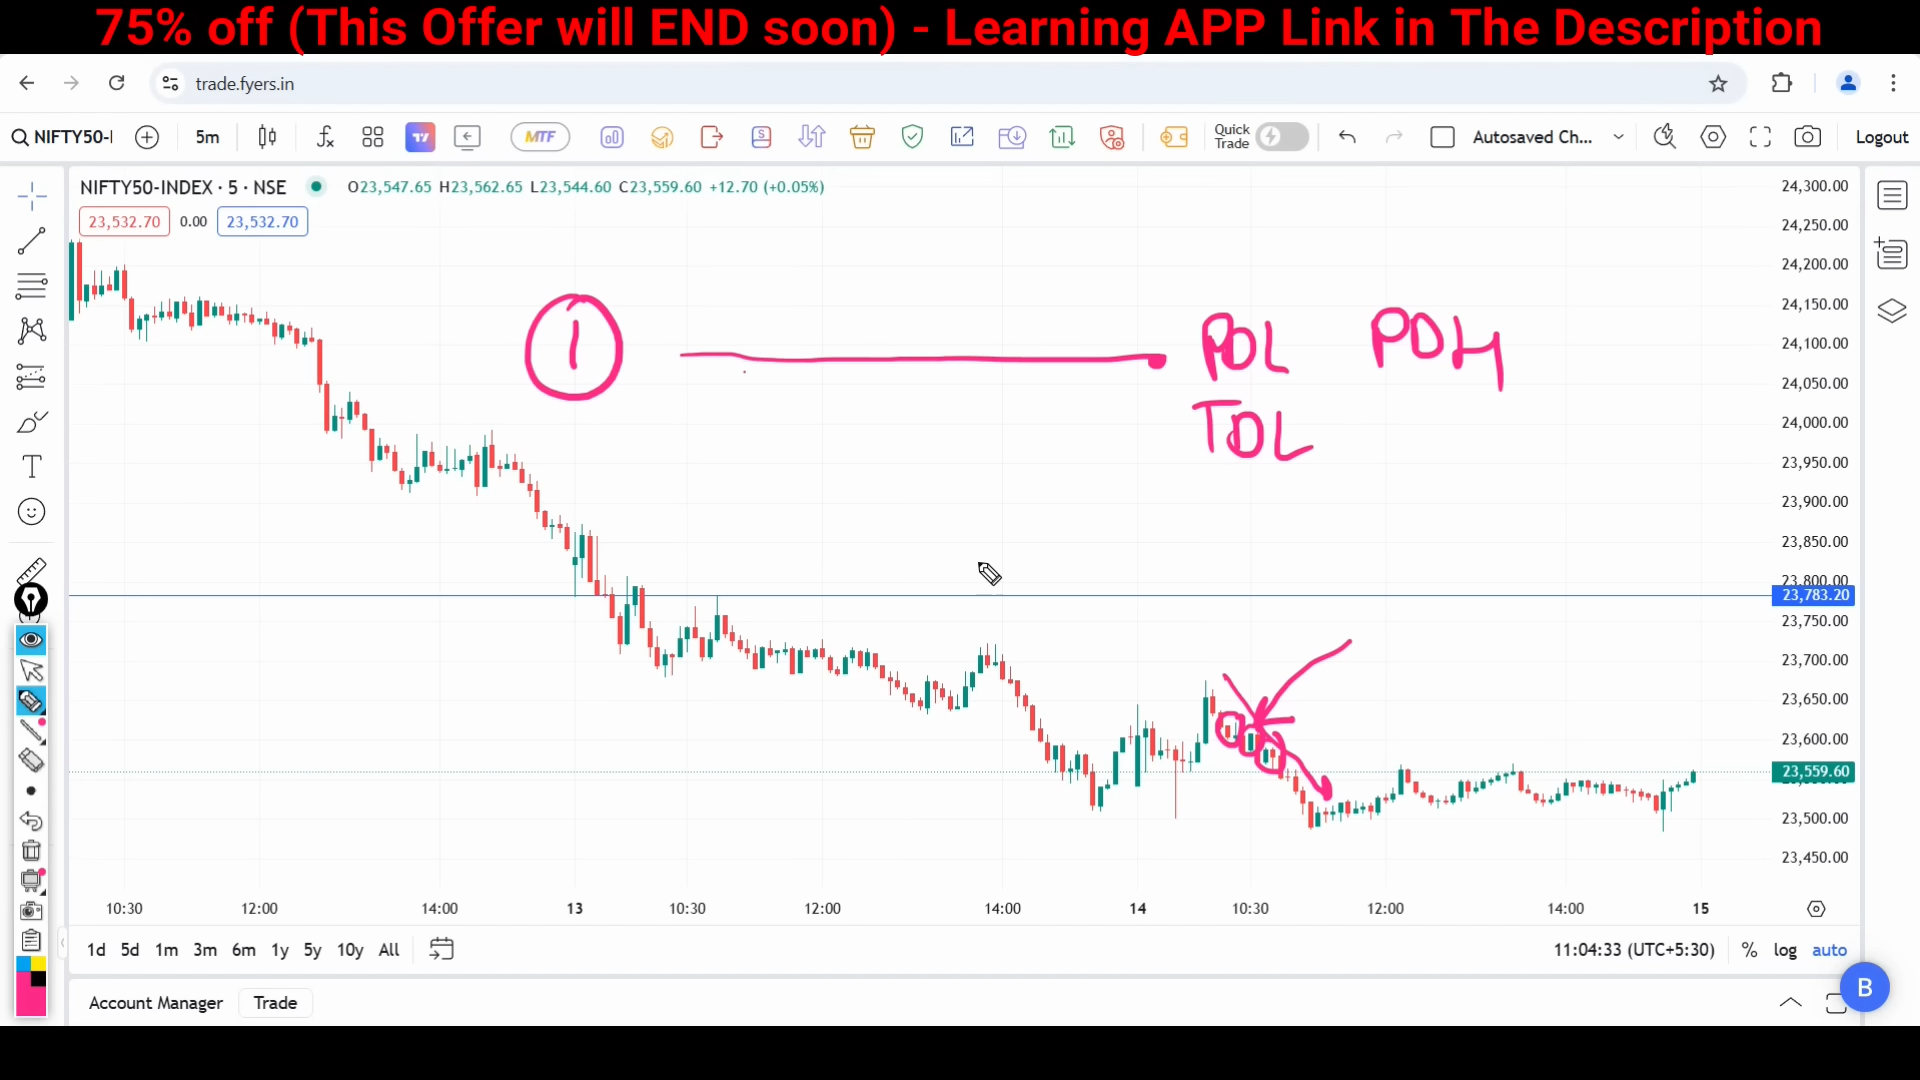 75% off (This Offer will END soon) - Learning APP Link in The Description
trade.fyers.in
NIFTY50-I 5m MTF Quick Trade Autosaved Ch... Logout
NIFTY50-INDEX · 5 · NSE O23,547.65 H23,562.65 L23,544.60 C23,559.60 +12.70 (+0.05%)
23,532.70 0.00 23,532.70
1
PDL PDH
TDL
24,300.00
24,250.00
24,200.00
24,150.00
24,100.00
24,050.00
24,000.00
23,950.00
23,900.00
23,850.00
23,800.00
23,783.20
23,750.00
23,700.00
23,650.00
23,600.00
23,559.60
23,500.00
23,450.00
10:30 12:00 14:00 13 10:30 12:00 14:00 14 10:30 12:00 14:00 15
1d 5d 1m 3m 6m 1y 5y 10y All 11:04:33 (UTC+5:30) % log auto
Account Manager Trade
B